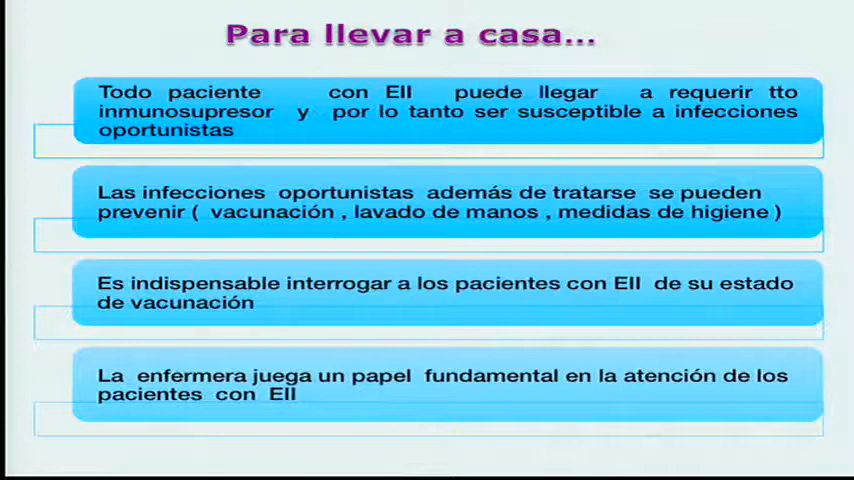 Para llevar a casa...
Todo paciente con EII puede llegar a requerir tto
inmunosupresor y por lo tanto ser susceptible a infecciones
oportunistas
Las infecciones oportunistas además de tratarse se pueden
prevenir ( vacunación , lavado de manos , medidas de higiene )
Es indispensable interrogar a los pacientes con EII de su estado
de vacunación
La enfermera juega un papel fundamental en la atención de los
pacientes con EII